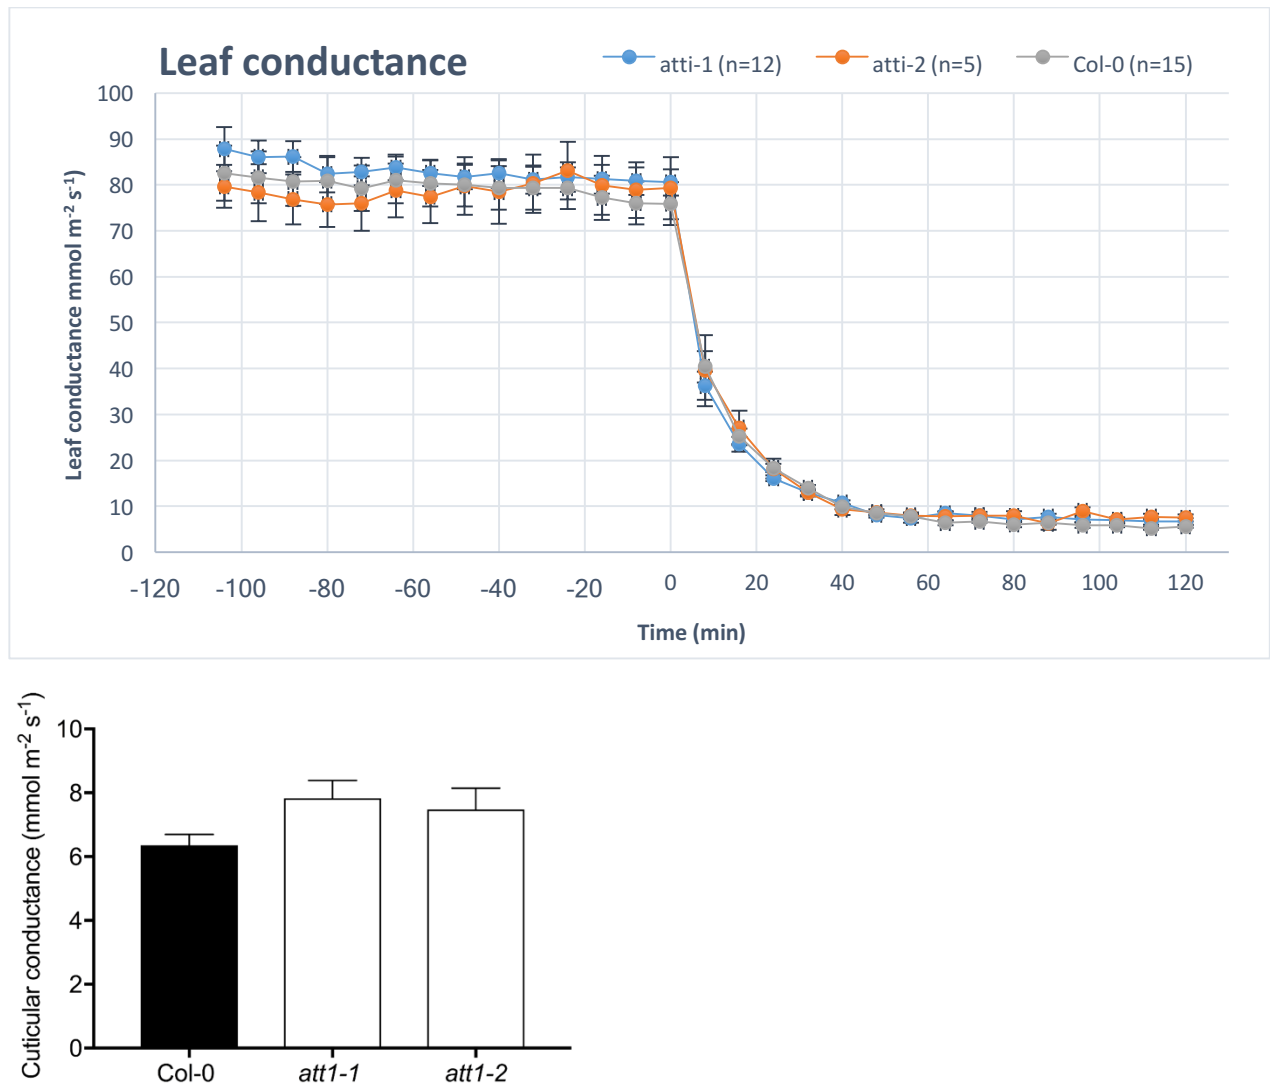 Leaf conductance
atti-1 (n=12) atti-2 (n=5) Col-0 (n=15)
Leaf conductance mmol m-2 s-1)
100
90
80
70
60
50
40
30
20
10
0
-120 -100 -80 -60 -40 -20 0 20 40 60 80 100 120
Time (min)
Cuticular conductance (mmol m-2 s-1)
10
8
6
4
2
0
Col-0 att1-1 att1-2